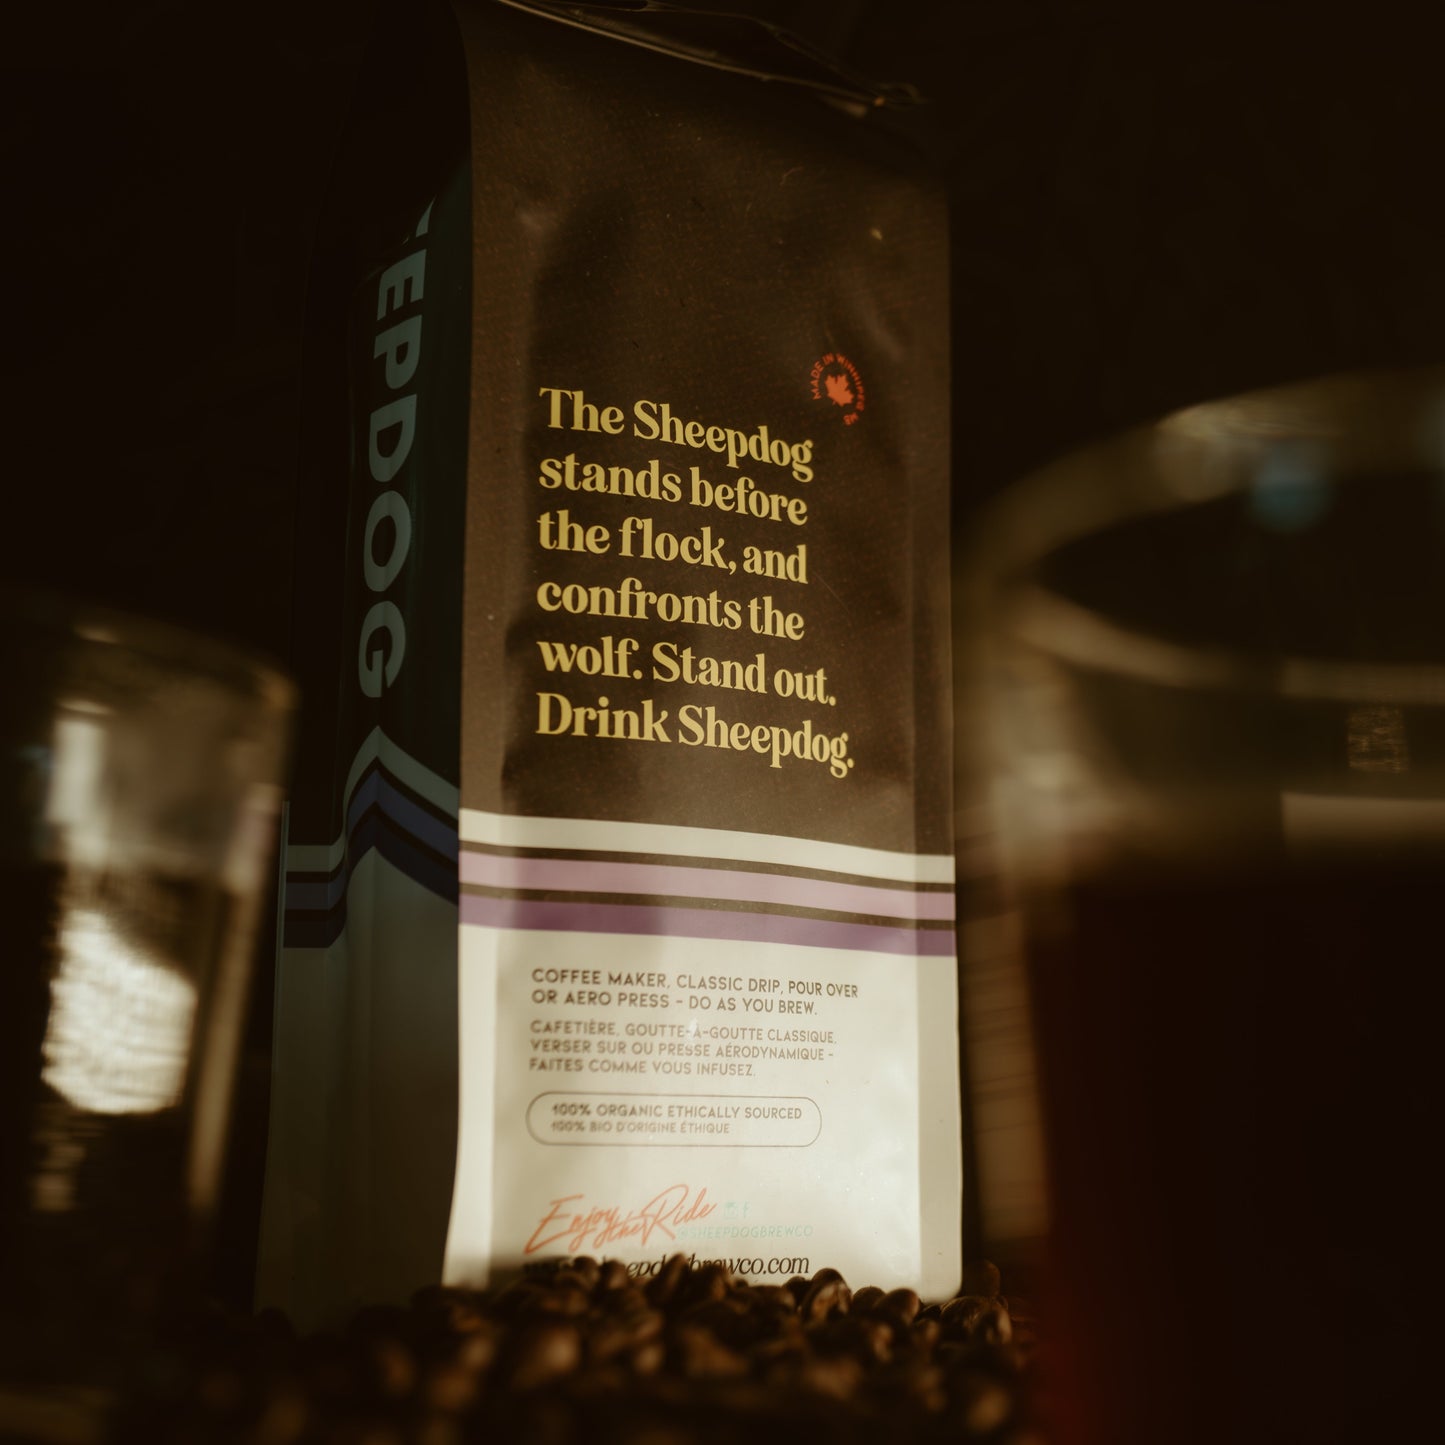 EPDOG
MADE IN WINNIPEG MB
The Sheepdog
stands before
the flock, and
confronts the
wolf. Stand out.
Drink Sheepdog.
COFFEE MAKER, CLASSIC DRIP, POUR OVER
OR AERO PRESS - DO AS YOU BREW.
CAFETIÈRE, GOUTTE-À-GOUTTE CLASSIQUE,
VERSER SUR OU PRESSE AÉRODYNAMIQUE -
FAITES COMME VOUS INFUSEZ.
100% ORGANIC ETHICALLY SOURCED
100% BIO D'ORIGINE ÉTHIQUE
Enjoy the Ride
@SHEEPDOGBREWCO
sheepdogbrewco.com